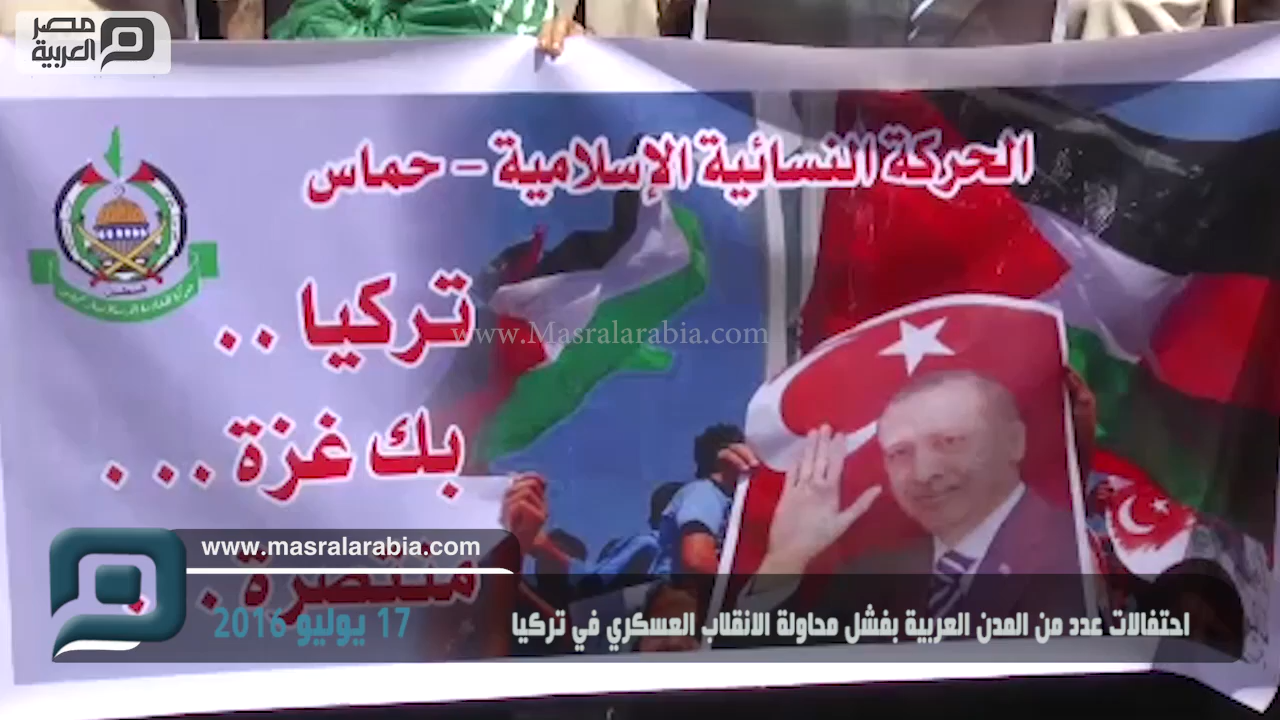 مصر
العربية
الحركة النسائية الإسلامية - حماس
تركيا ..
www.Masralarabia.com
بك غزة ...
www.masralarabia.com
منتصرة ...
احتفالات عدد من المدن العربية بفشل محاولة الانقلاب العسكري في تركيا
17 يوليو 2016